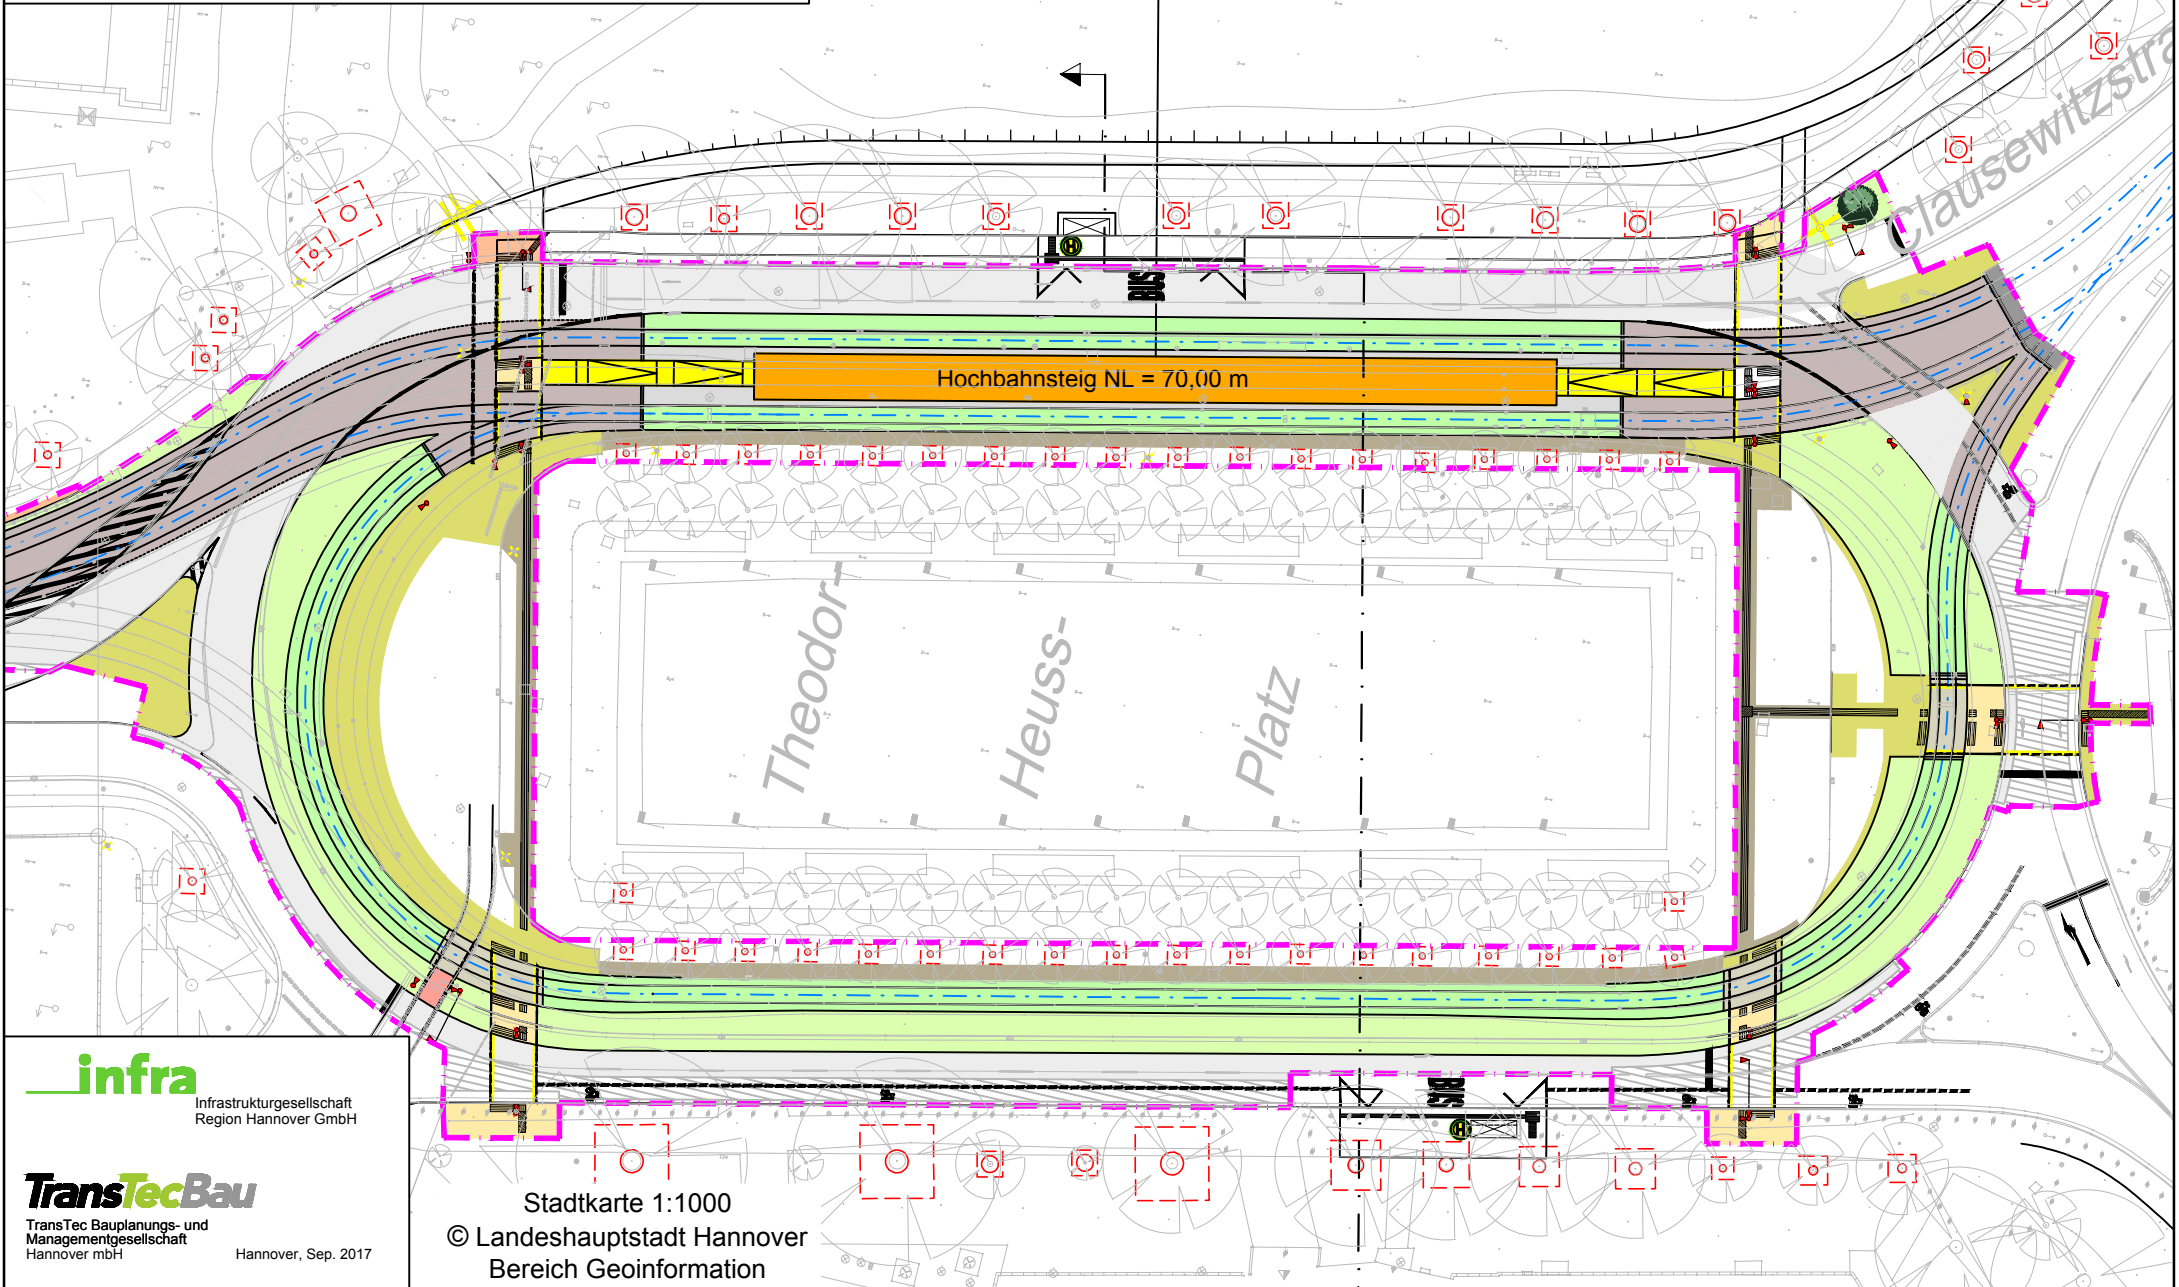 Clausewitzstra
H
BUS
Hochbahnsteig NL = 70,00 m
Theodor-
Heuss-
Platz
BUS
H
infra
Infrastrukturgesellschaft
Region Hannover GmbH
TransTecBau
TransTec Bauplanungs- und
Managementgesellschaft
Hannover mbH
Hannover, Sep. 2017
Stadtkarte 1:1000
© Landeshauptstadt Hannover
Bereich Geoinformation